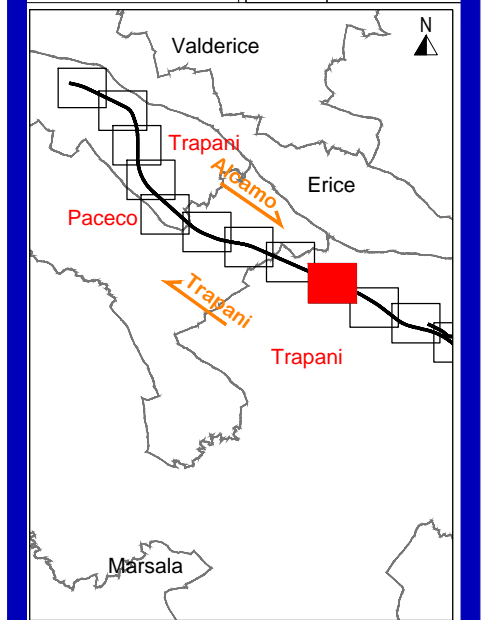 N
Valderice
Trapani
Alcamo
Erice
Paceco
Trapani
Trapani
Marsala